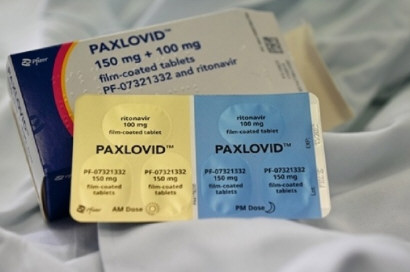 PAXLOVID™
150 mg + 100 mg
film-coated tablets
PF-07321332 and ritonavir
Pfizer
ritonavir
100 mg
film-coated tablet
PAXLOVID™
PF-07321332
150 mg
film-coated
tablets
PF-07321332
150 mg
film-coated
tablets
Pfizer
AM Dose
ritonavir
100 mg
film-coated
tablet
PAXLOVID™
PF-07321332
150 mg
film-coated
tablets
PF-07321332
150 mg
film-coated
tablets
PM Dose